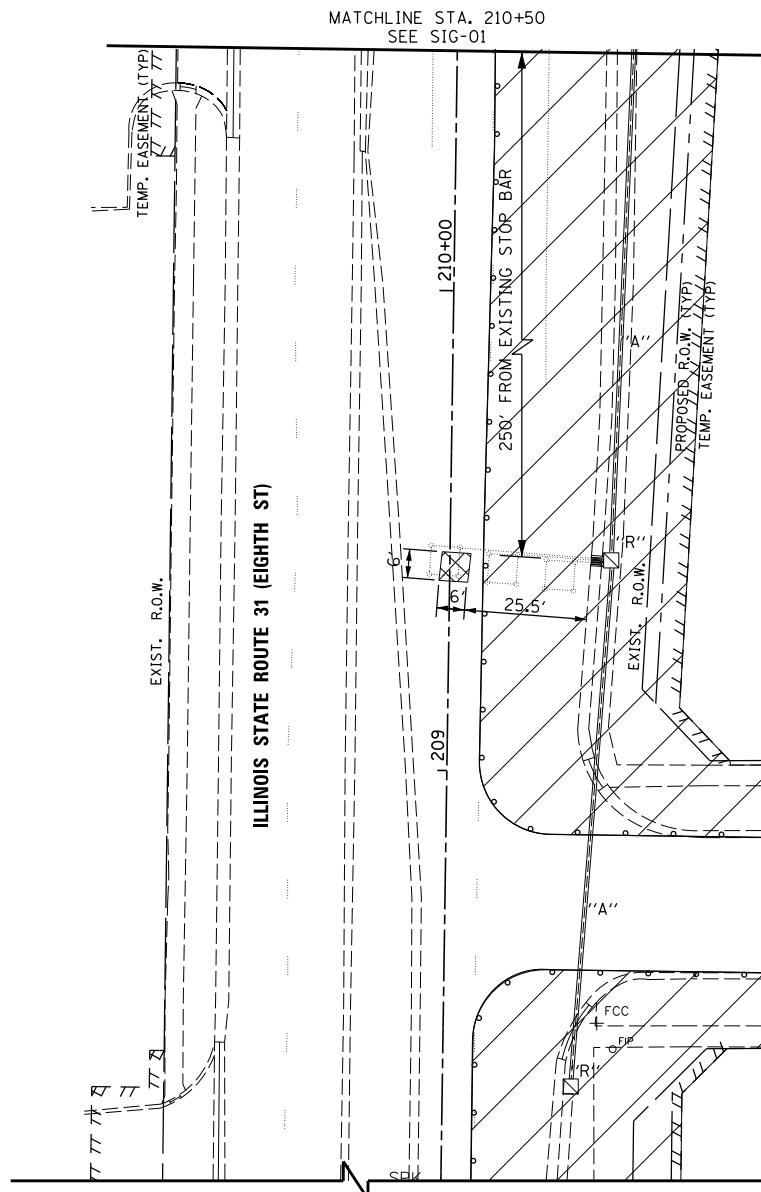 MATCHLINE STA. 210+50
SEE SIG-01
TEMP. EASEMENT (TYP)
210+00
250' FROM EXISTING STOP BAR
"A"
PROPOSED R.O.W. (TYP)
TEMP. EASEMENT (TYP)
ILLINOIS STATE ROUTE 31 (EIGHTH ST)
EXIST. R.O.W.
6'
6'
25.5'
"R"
EXIST. R.O.W.
209
"A"
FCC
FIP
"R"
SPK